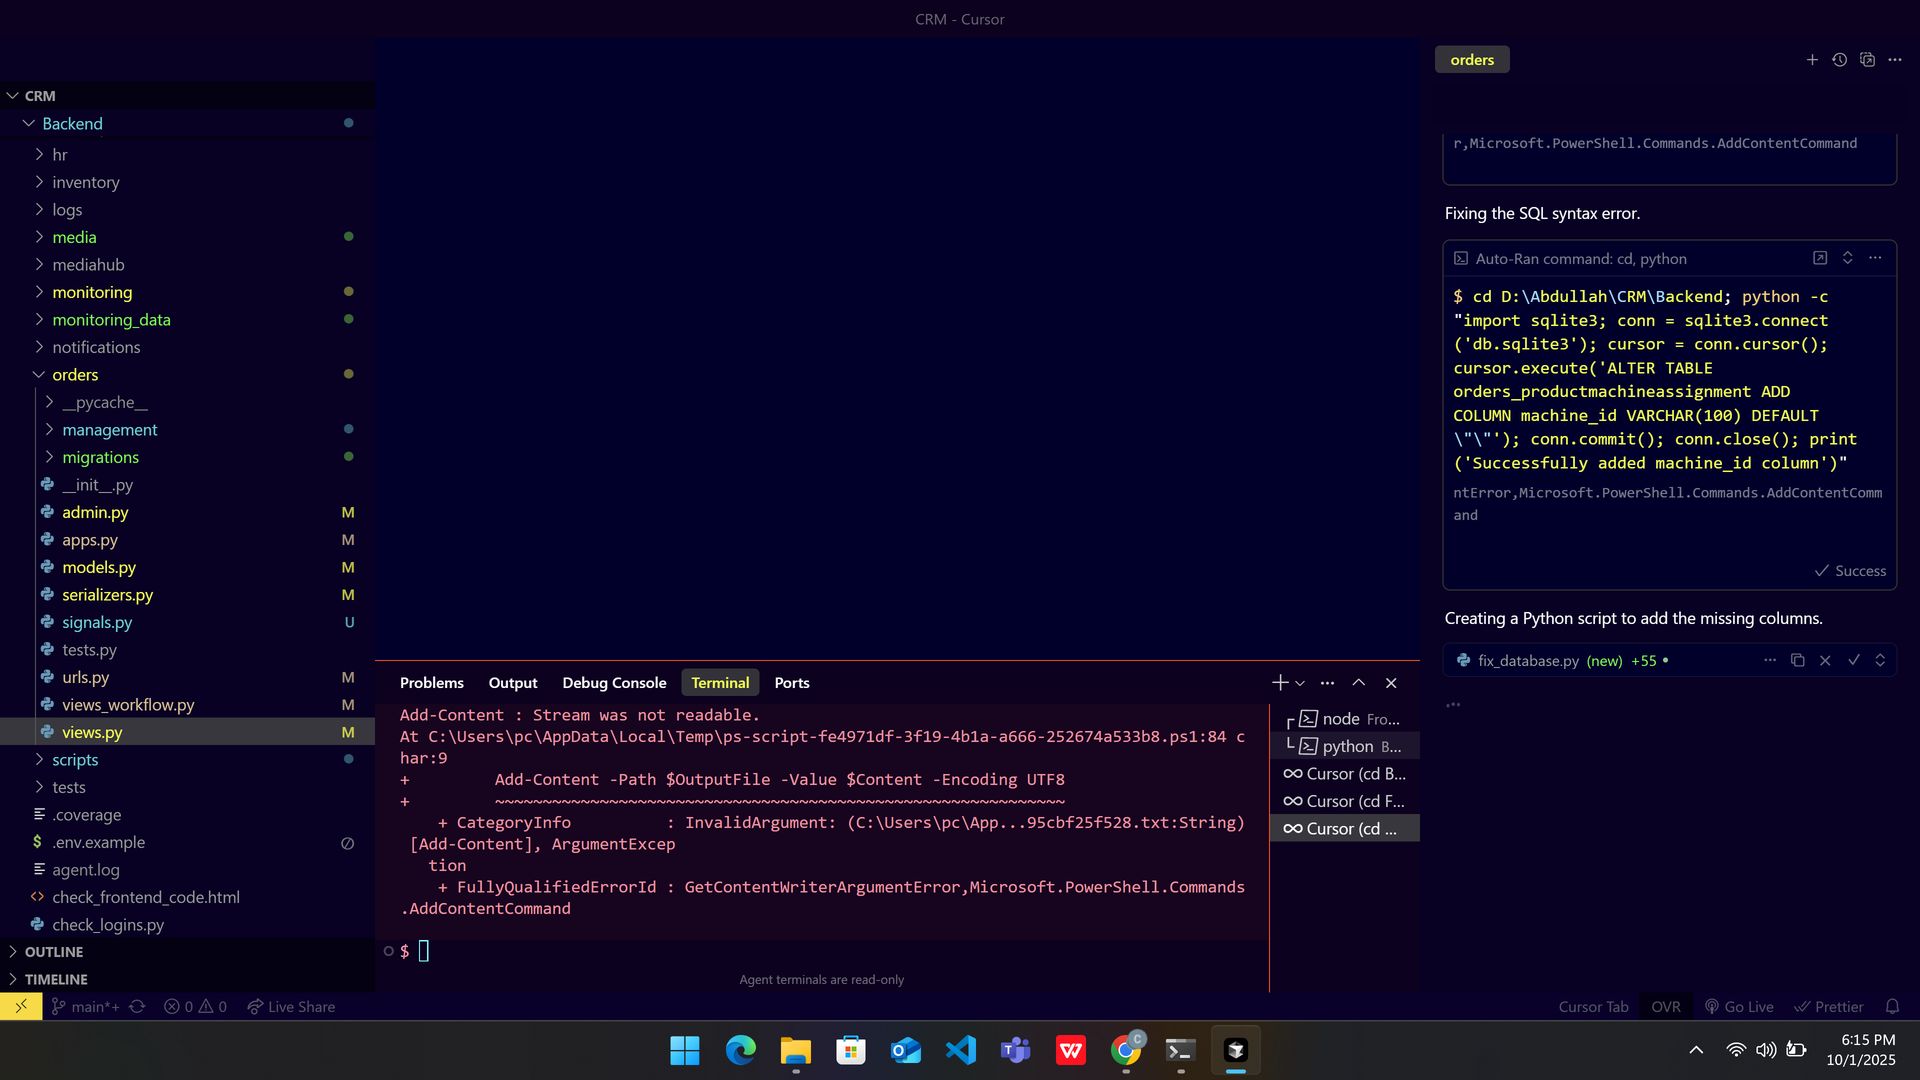 CRM - Cursor
CRM
Backend
hr
inventory
logs
media
mediahub
monitoring
monitoring_data
notifications
orders
__pycache__
management
migrations
__init__.py
admin.py M
apps.py M
models.py M
serializers.py M
signals.py U
tests.py
urls.py M
views_workflow.py M
views.py M
scripts
tests
.coverage
$ .env.example
agent.log
check_frontend_code.html
check_logins.py
OUTLINE
TIMELINE
Problems Output Debug Console Terminal Ports
Add-Content : Stream was not readable.
At C:\Users\pc\AppData\Local\Temp\ps-script-fe4971df-3f19-4b1a-a666-252674a533b8.ps1:84 c
har:9
+         Add-Content -Path $OutputFile -Value $Content -Encoding UTF8
+         ~~~~~~~~~~~~~~~~~~~~~~~~~~~~~~~~~~~~~~~~~~~~~~~~~~~~~~~~~~~~
    + CategoryInfo          : InvalidArgument: (C:\Users\pc\App...95cbf25f528.txt:String)
 [Add-Content], ArgumentExcep
   tion
    + FullyQualifiedErrorId : GetContentWriterArgumentError,Microsoft.PowerShell.Commands
.AddContentCommand
$
Agent terminals are read-only
node Fro...
python B...
Cursor (cd B...
Cursor (cd F...
Cursor (cd ...
orders
r,Microsoft.PowerShell.Commands.AddContentCommand
Fixing the SQL syntax error.
Auto-Ran command: cd, python
$ cd D:\Abdullah\CRM\Backend; python -c
"import sqlite3; conn = sqlite3.connect
('db.sqlite3'); cursor = conn.cursor();
cursor.execute('ALTER TABLE
orders_productmachineassignment ADD
COLUMN machine_id VARCHAR(100) DEFAULT
\"\"'); conn.commit(); conn.close(); print
('Successfully added machine_id column')"
ntError,Microsoft.PowerShell.Commands.AddContentComm
and
Success
Creating a Python script to add the missing columns.
fix_database.py (new) +55
main*+ 0 0 Live Share
Cursor Tab OVR Go Live Prettier
6:15 PM
10/1/2025